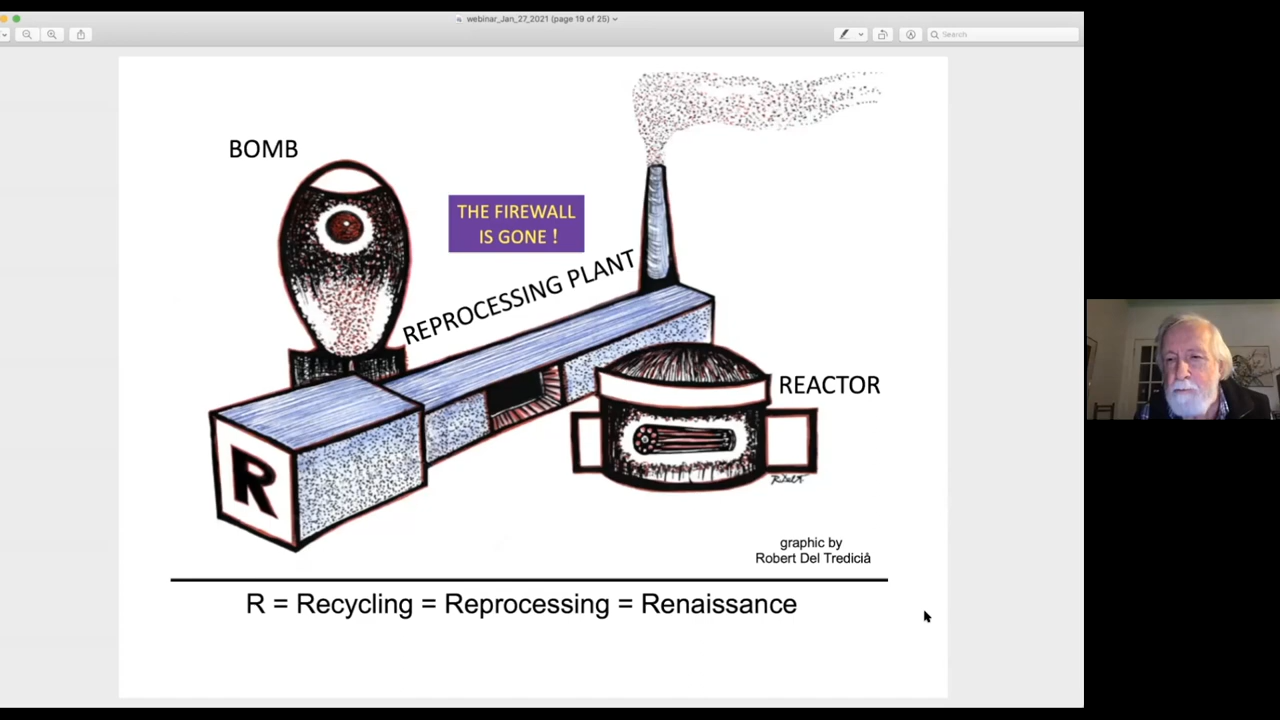 webinar_Jan_27_2021 (page 19 of 25)
Search
BOMB
THE FIREWALL
IS GONE !
REPROCESSING PLANT
REACTOR
R
graphic by
Robert Del Tredicià
R = Recycling = Reprocessing = Renaissance